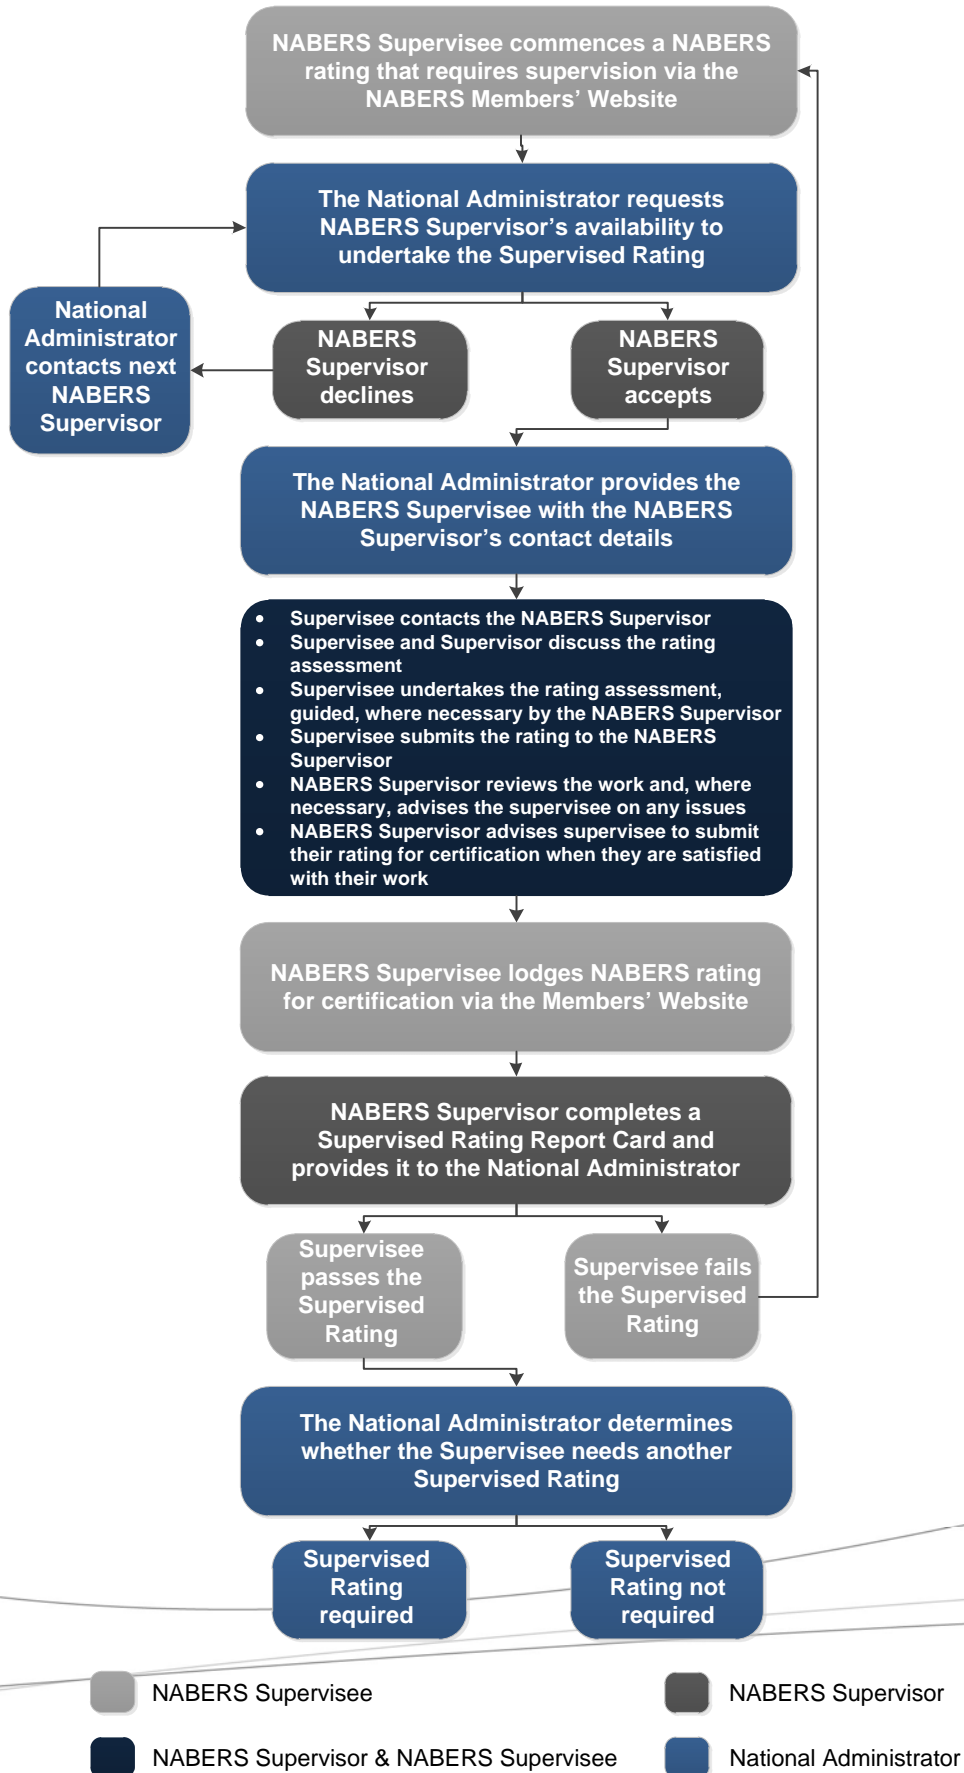 NABERS Supervisee commences a NABERS
rating that requires supervision via the
NABERS Members’ Website
The National Administrator requests
NABERS Supervisor’s availability to
undertake the Supervised Rating
National
Administrator
contacts next
NABERS
Supervisor
NABERS
Supervisor
declines
NABERS
Supervisor
accepts
The National Administrator provides the
NABERS Supervisee with the NABERS
Supervisor’s contact details
• Supervisee contacts the NABERS Supervisor
• Supervisee and Supervisor discuss the rating
assessment
• Supervisee undertakes the rating assessment,
guided, where necessary by the NABERS Supervisor
• Supervisee submits the rating to the NABERS
Supervisor
• NABERS Supervisor reviews the work and, where
necessary, advises the supervisee on any issues
• NABERS Supervisor advises supervisee to submit
their rating for certification when they are satisfied
with their work
NABERS Supervisee lodges NABERS rating
for certification via the Members’ Website
NABERS Supervisor completes a
Supervised Rating Report Card and
provides it to the National Administrator
Supervisee
passes the
Supervised
Rating
Supervisee fails
the Supervised
Rating
The National Administrator determines
whether the Supervisee needs another
Supervised Rating
Supervised
Rating
required
Supervised
Rating not
required
NABERS Supervisee
NABERS Supervisor
NABERS Supervisor & NABERS Supervisee
National Administrator